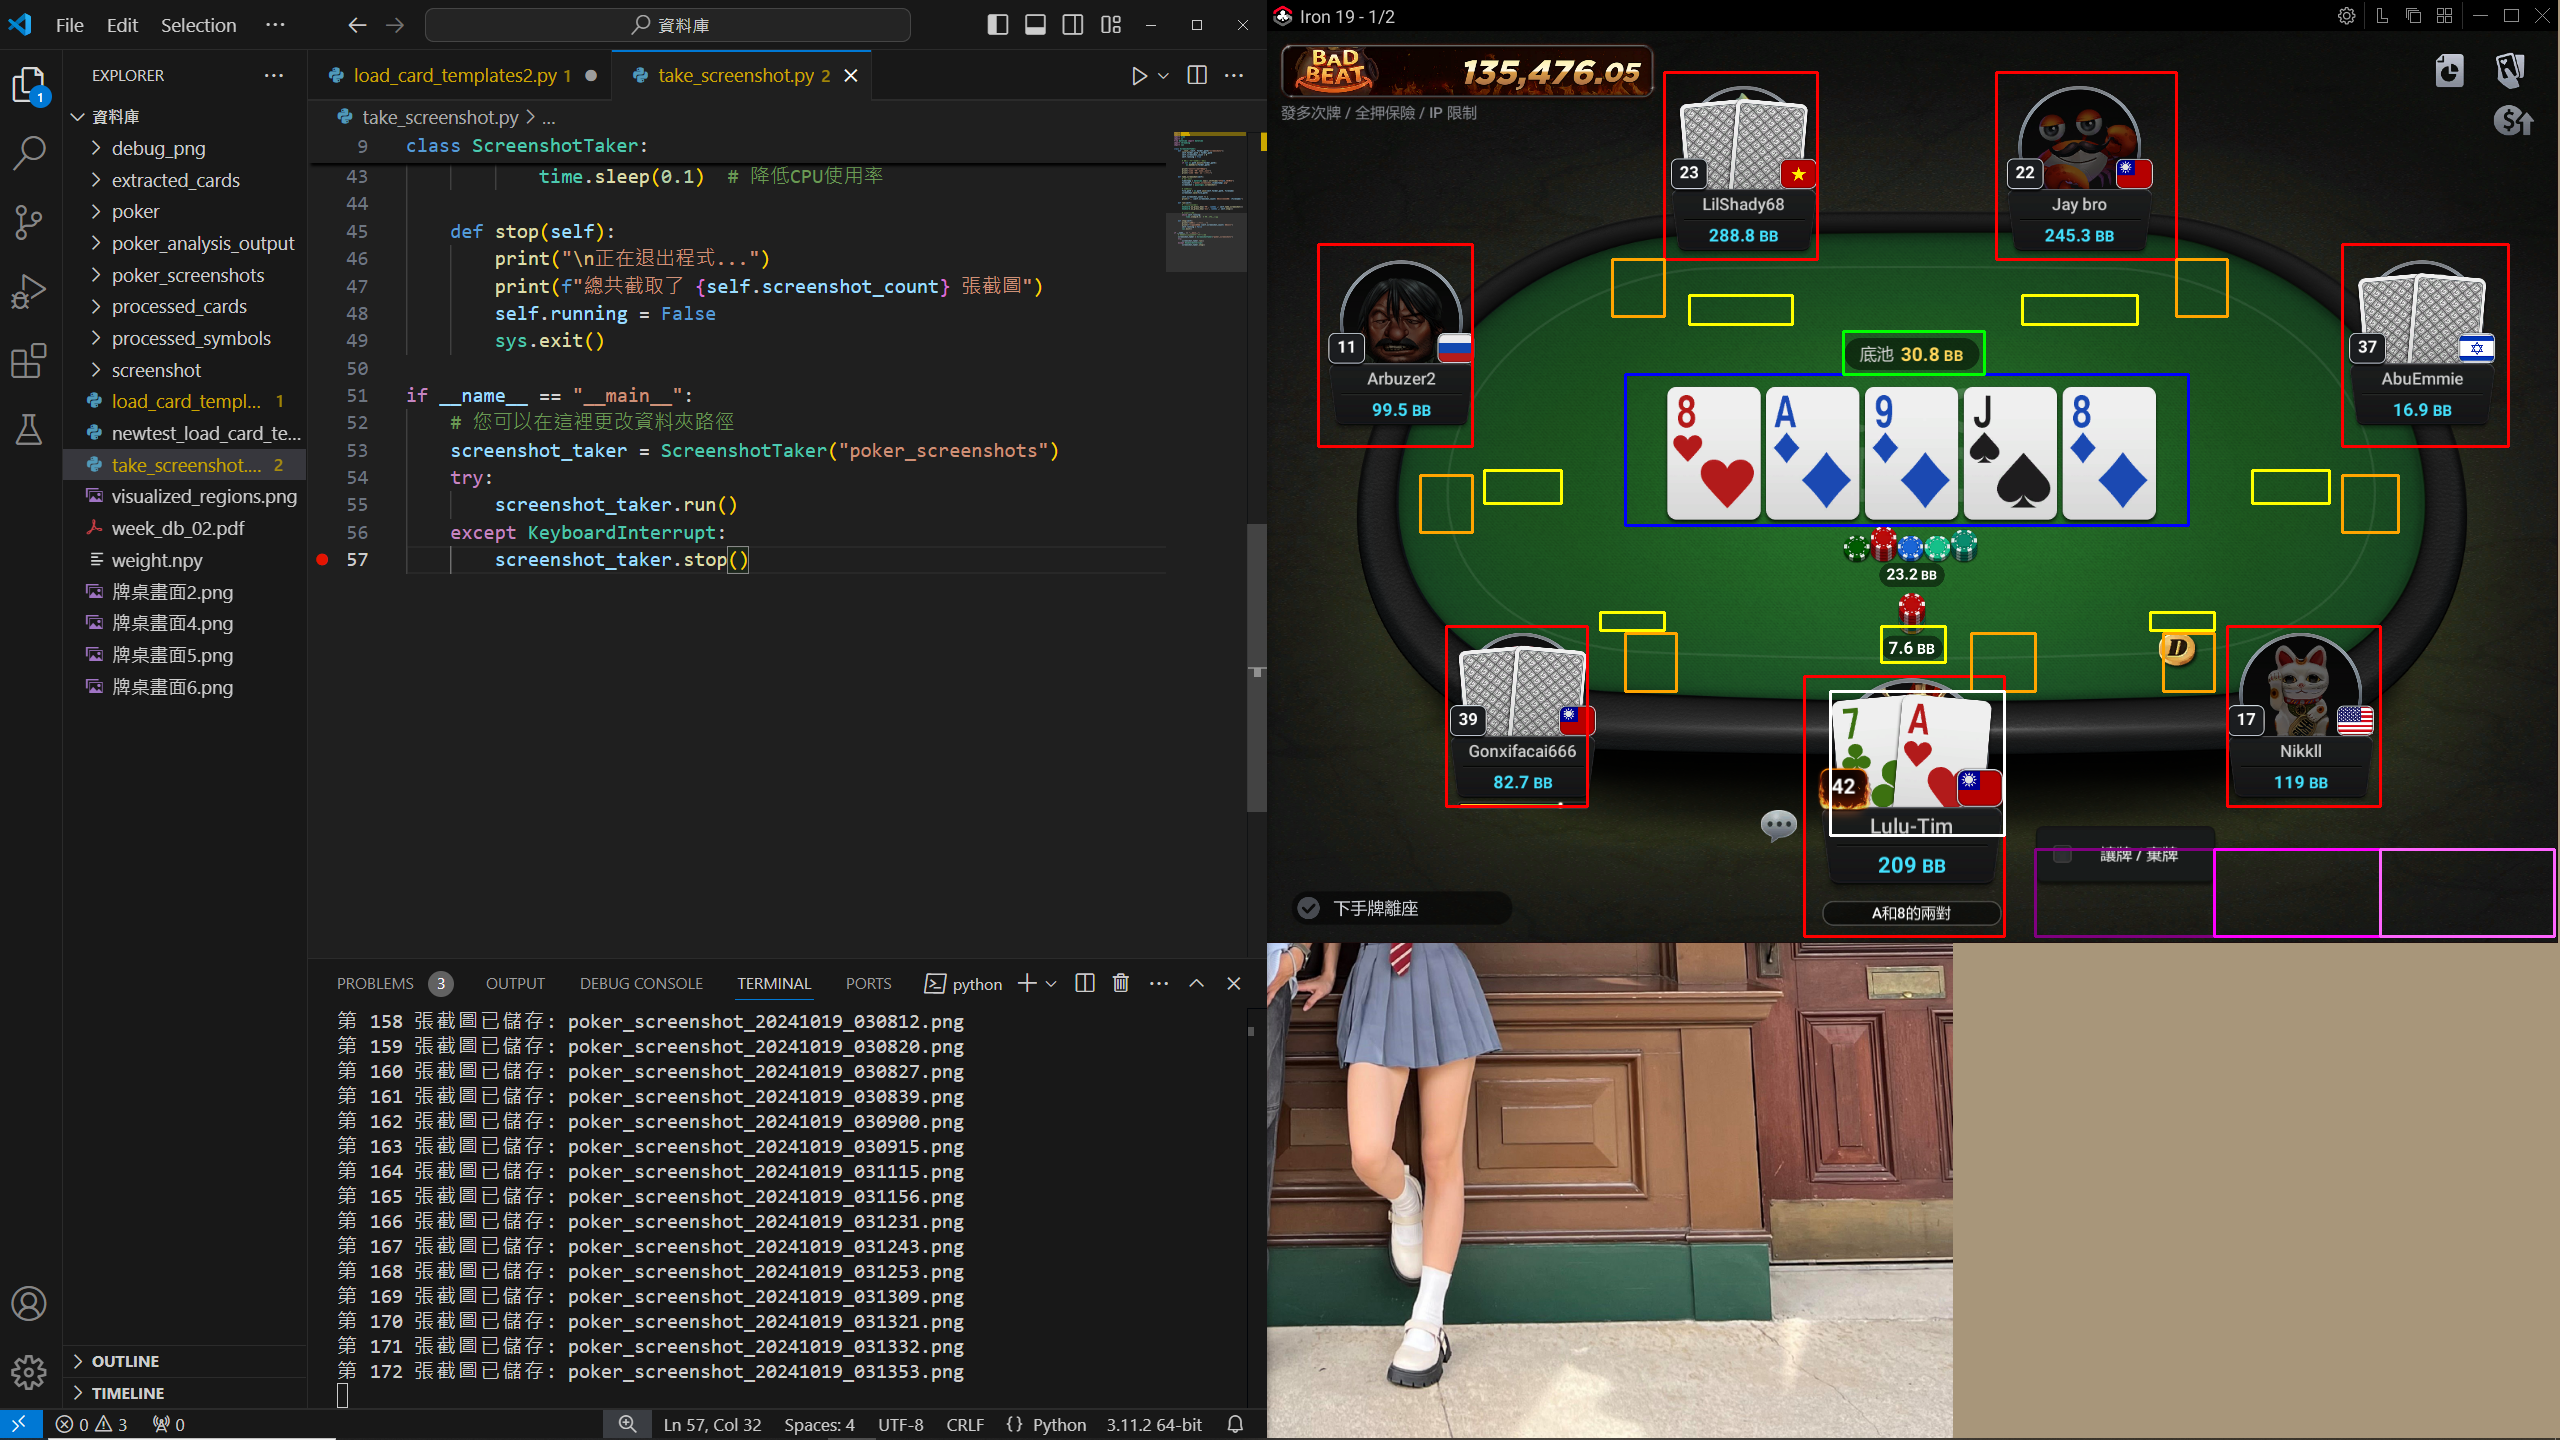 File Edit Selection ···
資料庫
EXPLORER
資料庫
debug_png
extracted_cards
poker
poker_analysis_output
poker_screenshots
processed_cards
processed_symbols
screenshot
load_card_templ... 1
newtest_load_card_te...
take_screenshot.... 2
visualized_regions.png
week_db_02.pdf
weight.npy
牌桌畫面2.png
牌桌畫面4.png
牌桌畫面5.png
牌桌畫面6.png
OUTLINE
TIMELINE
load_card_templates2.py 1
take_screenshot.py 2
take_screenshot.py > ...
9 class ScreenshotTaker:
43 time.sleep(0.1) # 降低CPU使用率
44
45 def stop(self):
46 print("\n正在退出程式...")
47 print(f"總共截取了 {self.screenshot_count} 張截圖")
48 self.running = False
49 sys.exit()
50
51 if __name__ == "__main__":
52 # 您可以在這裡更改資料夾路徑
53 screenshot_taker = ScreenshotTaker("poker_screenshots")
54 try:
55 screenshot_taker.run()
56 except KeyboardInterrupt:
57 screenshot_taker.stop()
PROBLEMS 3 OUTPUT DEBUG CONSOLE TERMINAL PORTS python
第 158 張截圖已儲存: poker_screenshot_20241019_030812.png
第 159 張截圖已儲存: poker_screenshot_20241019_030820.png
第 160 張截圖已儲存: poker_screenshot_20241019_030827.png
第 161 張截圖已儲存: poker_screenshot_20241019_030839.png
第 162 張截圖已儲存: poker_screenshot_20241019_030900.png
第 163 張截圖已儲存: poker_screenshot_20241019_030915.png
第 164 張截圖已儲存: poker_screenshot_20241019_031115.png
第 165 張截圖已儲存: poker_screenshot_20241019_031156.png
第 166 張截圖已儲存: poker_screenshot_20241019_031231.png
第 167 張截圖已儲存: poker_screenshot_20241019_031243.png
第 168 張截圖已儲存: poker_screenshot_20241019_031253.png
第 169 張截圖已儲存: poker_screenshot_20241019_031309.png
第 170 張截圖已儲存: poker_screenshot_20241019_031321.png
第 171 張截圖已儲存: poker_screenshot_20241019_031332.png
第 172 張截圖已儲存: poker_screenshot_20241019_031353.png
0 3 0 Ln 57, Col 32 Spaces: 4 UTF-8 CRLF {} Python 3.11.2 64-bit
Iron 19 - 1/2
BAD BEAT 135,476.05
發多次牌 / 全押保險 / IP 限制
23
LilShady68
288.8 BB
22
Jay bro
245.3 BB
11
Arbuzer2
99.5 BB
37
AbuEmmie
16.9 BB
底池 30.8 BB
8 A 9 J 8
23.2 BB
7.6 BB
D
39
Gonxifacai666
82.7 BB
7 A
42
Lulu-Tim
209 BB
A和8的兩對
17
Nikkll
119 BB
讓牌 / 棄牌
下手牌離座